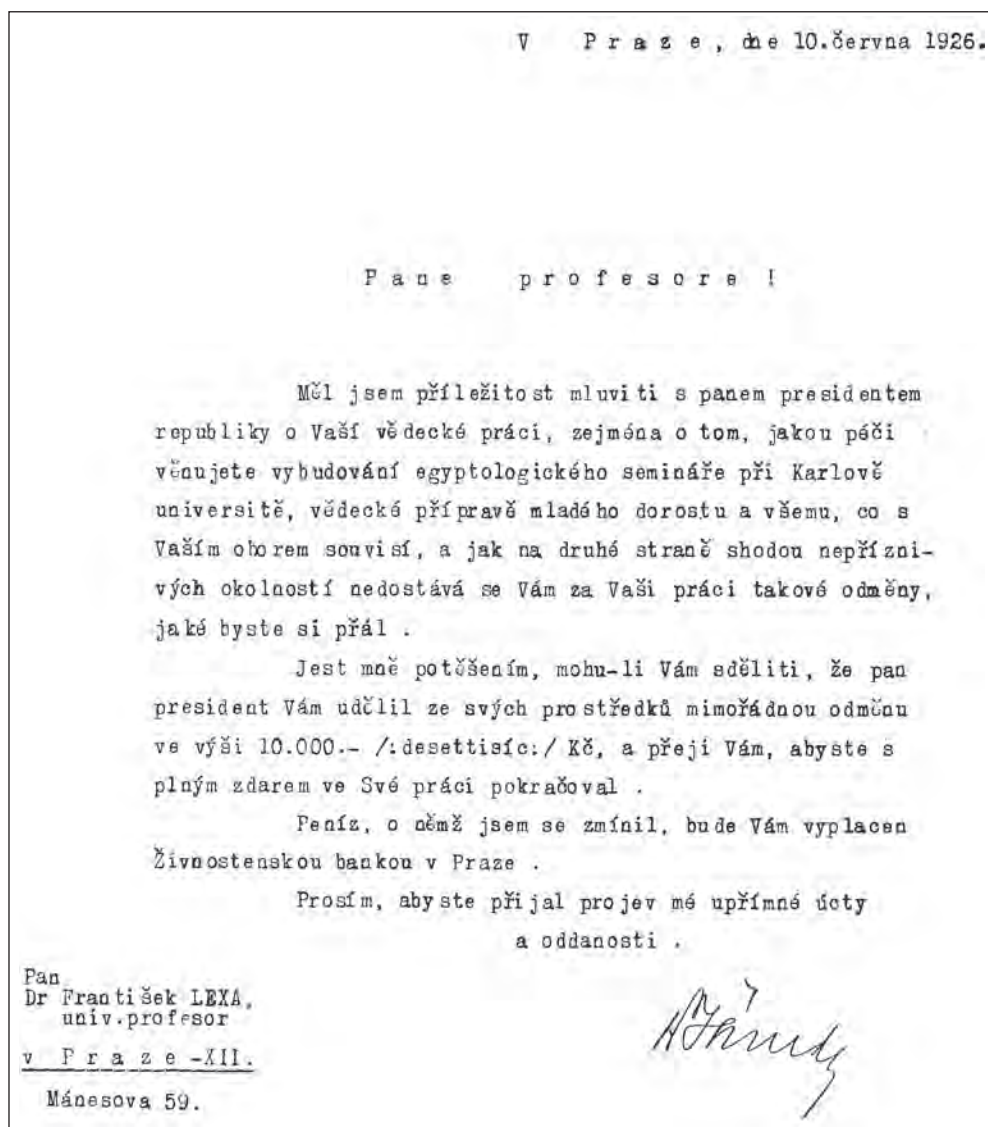 V P r a z e , dne 10.června 1926.
P a n e p r o f e s o r e !
Měl jsem příležitost mluviti s panem presidentem
republiky o Vaší vědecké práci, zejména o tom, jakou péči
věnujete vybudování egyptologického semináře při Karlově
universitě, vědecké přípravě mladého dorostu a všemu, co s
Vaším oborem souvisí, a jak na druhé straně shodou nepřízni-
vých okolností nedostává se Vám za Vaši práci takové odměny,
jaké byste si přál .
Jest mně potěšením, mohu-li Vám sděliti, že pan
president Vám udělil ze svých prostředků mimořádnou odměnu
ve výši 10.000.- /:desettisíc:/ Kč, a přeji Vám, abyste s
plným zdarem ve Své práci pokračoval .
Peníz, o němž jsem se zmínil, bude Vám vyplacen
Živnostenskou bankou v Praze .
Prosím, abyste přijal projev mé upřímné úcty
a oddanosti .
Pan
Dr František LEXA,
univ.profesor
v P r a z e -XII.
Mánesova 59.